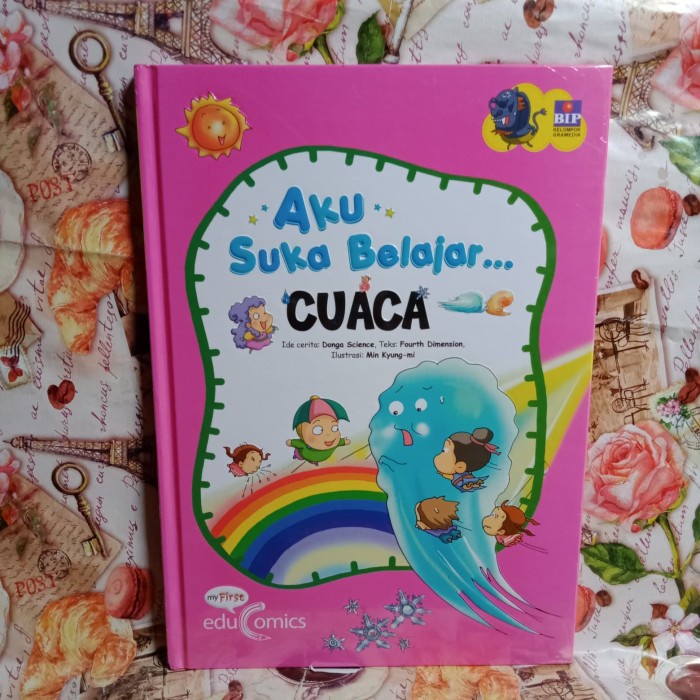 BIP
KELOMPOK
GRAMEDIA
Aku
Suka Belajar...
CUACA
Ide cerita: Donga Science, Teks: Fourth Dimension,
Ilustrasi: Min Kyung-mi
my First
eduComics
POST
POST